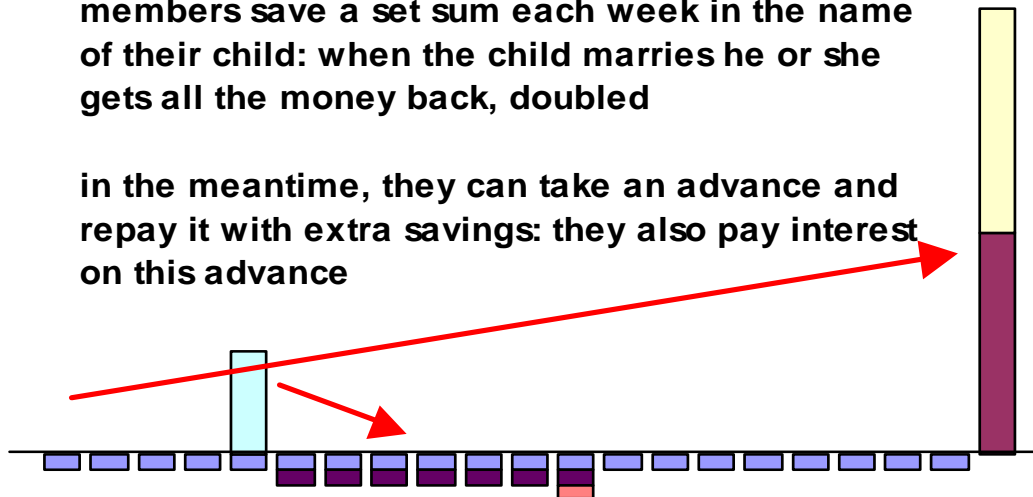 members save a set sum each week in the name
of their child: when the child marries he or she
gets all the money back, doubled
in the meantime, they can take an advance and
repay it with extra savings: they also pay interest
on this advance